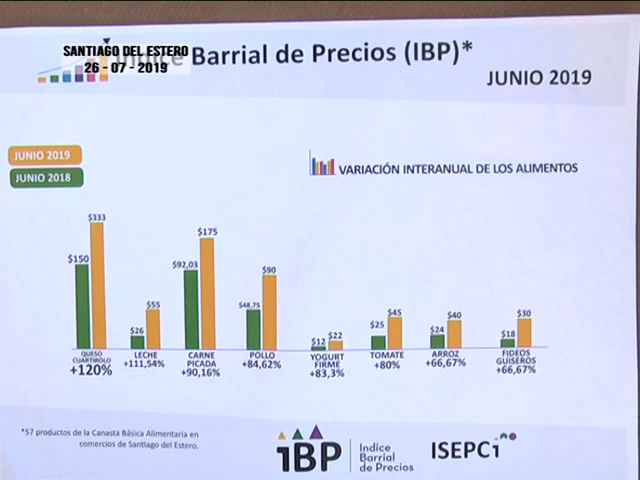 SANTIAGO DEL ESTERO
26 - 07 - 2019
Barrial de Precios (IBP)*
JUNIO 2019
JUNIO 2019
JUNIO 2018
VARIACIÓN INTERANUAL DE LOS ALIMENTOS
$150 $333
$26 $55
$92,03 $175
$48,75 $90
$12 $22
$25 $45
$24 $40
$18 $30
QUESO
CUARTIROLO
+120%
LECHE
+111,54%
CARNE
PICADA
+90,16%
POLLO
+84,62%
YOGURT
FIRME
+83,3%
TOMATE
+80%
ARROZ
+66,67%
FIDEOS
GUISEROS
+66,67%
*57 productos de la Canasta Básica Alimentaria en
comercios de Santiago del Estero.
IBP
Indice
Barrial
de Precios
ISEPCi